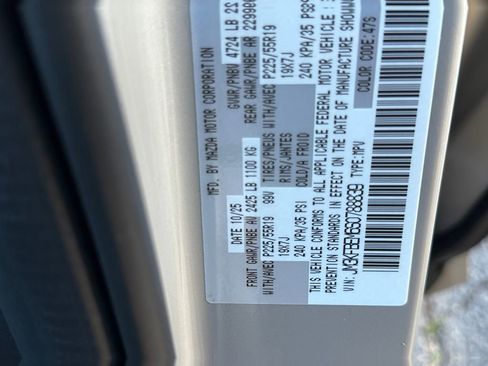 MFD. BY MAZDA MOTOR CORPORATION
DATE 10/25 GVWR/PNBV 4724 LB
FRONT GAWR/PNBE AV 2425 LB 1100 KG REAR GAWR/PNBE AR
WITH/AVEC P225/55R19 99V TIRES/PNEUS WITH/AVEC P225/55R19
19X7J RIMS/JANTES 19X7J
240 KPA/35 PSI COLD/A FROID 240 KPA/35
THIS VEHICLE CONFORMS TO ALL APPLICABLE FEDERAL MOTOR VEHICLE
PREVENTION STANDARDS IN EFFECT ON THE DATE OF MANUFACTURE SHOWN
VIN: TYPE: MPV COLOR CODE: 47S